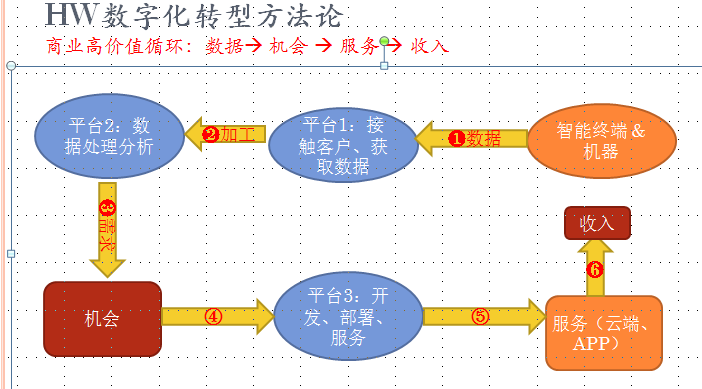 HW数字化转型方法论
商业高价值循环：数据→ 机会 → 服务 → 收入
平台2：数
据处理分析
❷加工
平台1：接
触客户、获
取数据
❶数据
智能终端&
机器
❸需求
收入
❻
机会
④
平台3：开
发、部署、
服务
⑤
服务（云端、
APP）